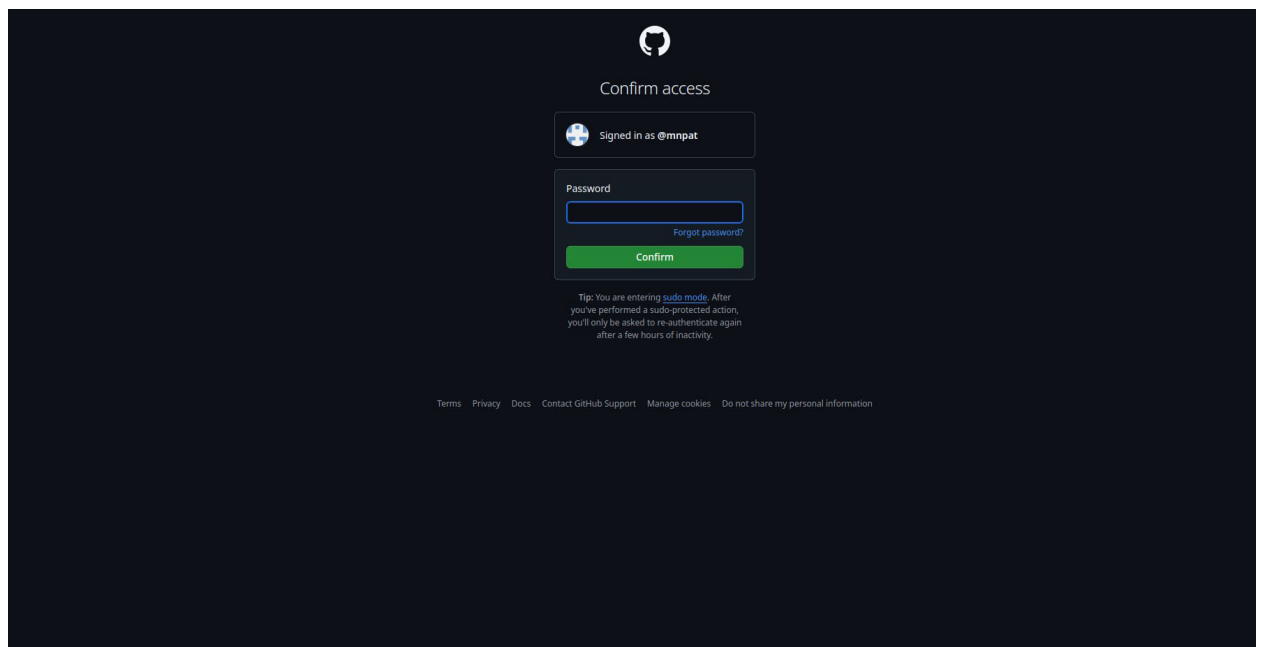 Confirm access
Signed in as @mnpat
Password
Forgot password?
Confirm
Tip: You are entering sudo mode. After
you've performed a sudo-protected action,
you'll only be asked to re-authenticate again
after a few hours of inactivity.
Terms Privacy Docs Contact GitHub Support Manage cookies Do not share my personal information